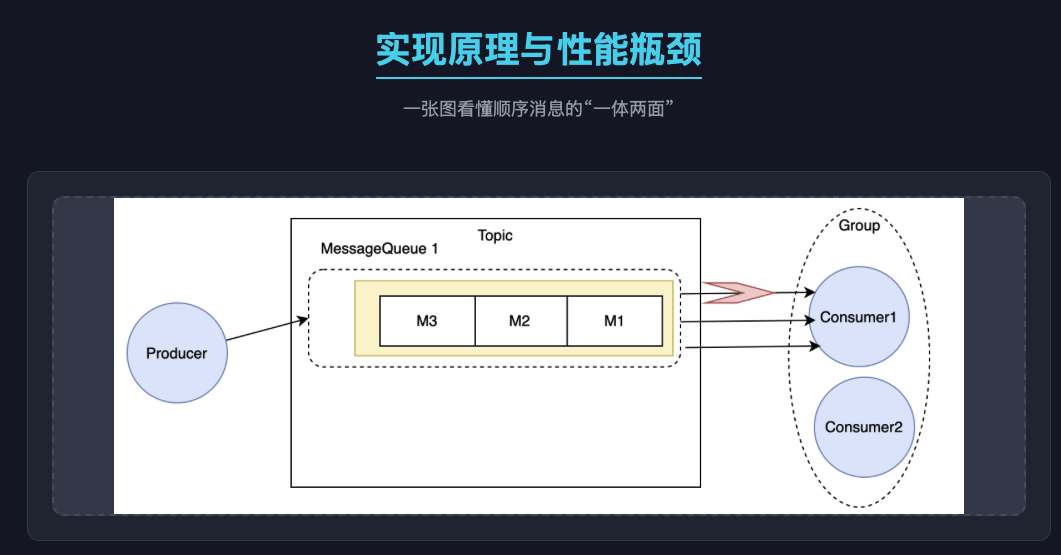 实现原理与性能瓶颈
一张图看懂顺序消息的“一体两面”
Topic
MessageQueue 1
M3
M2
M1
Producer
Group
Consumer1
Consumer2